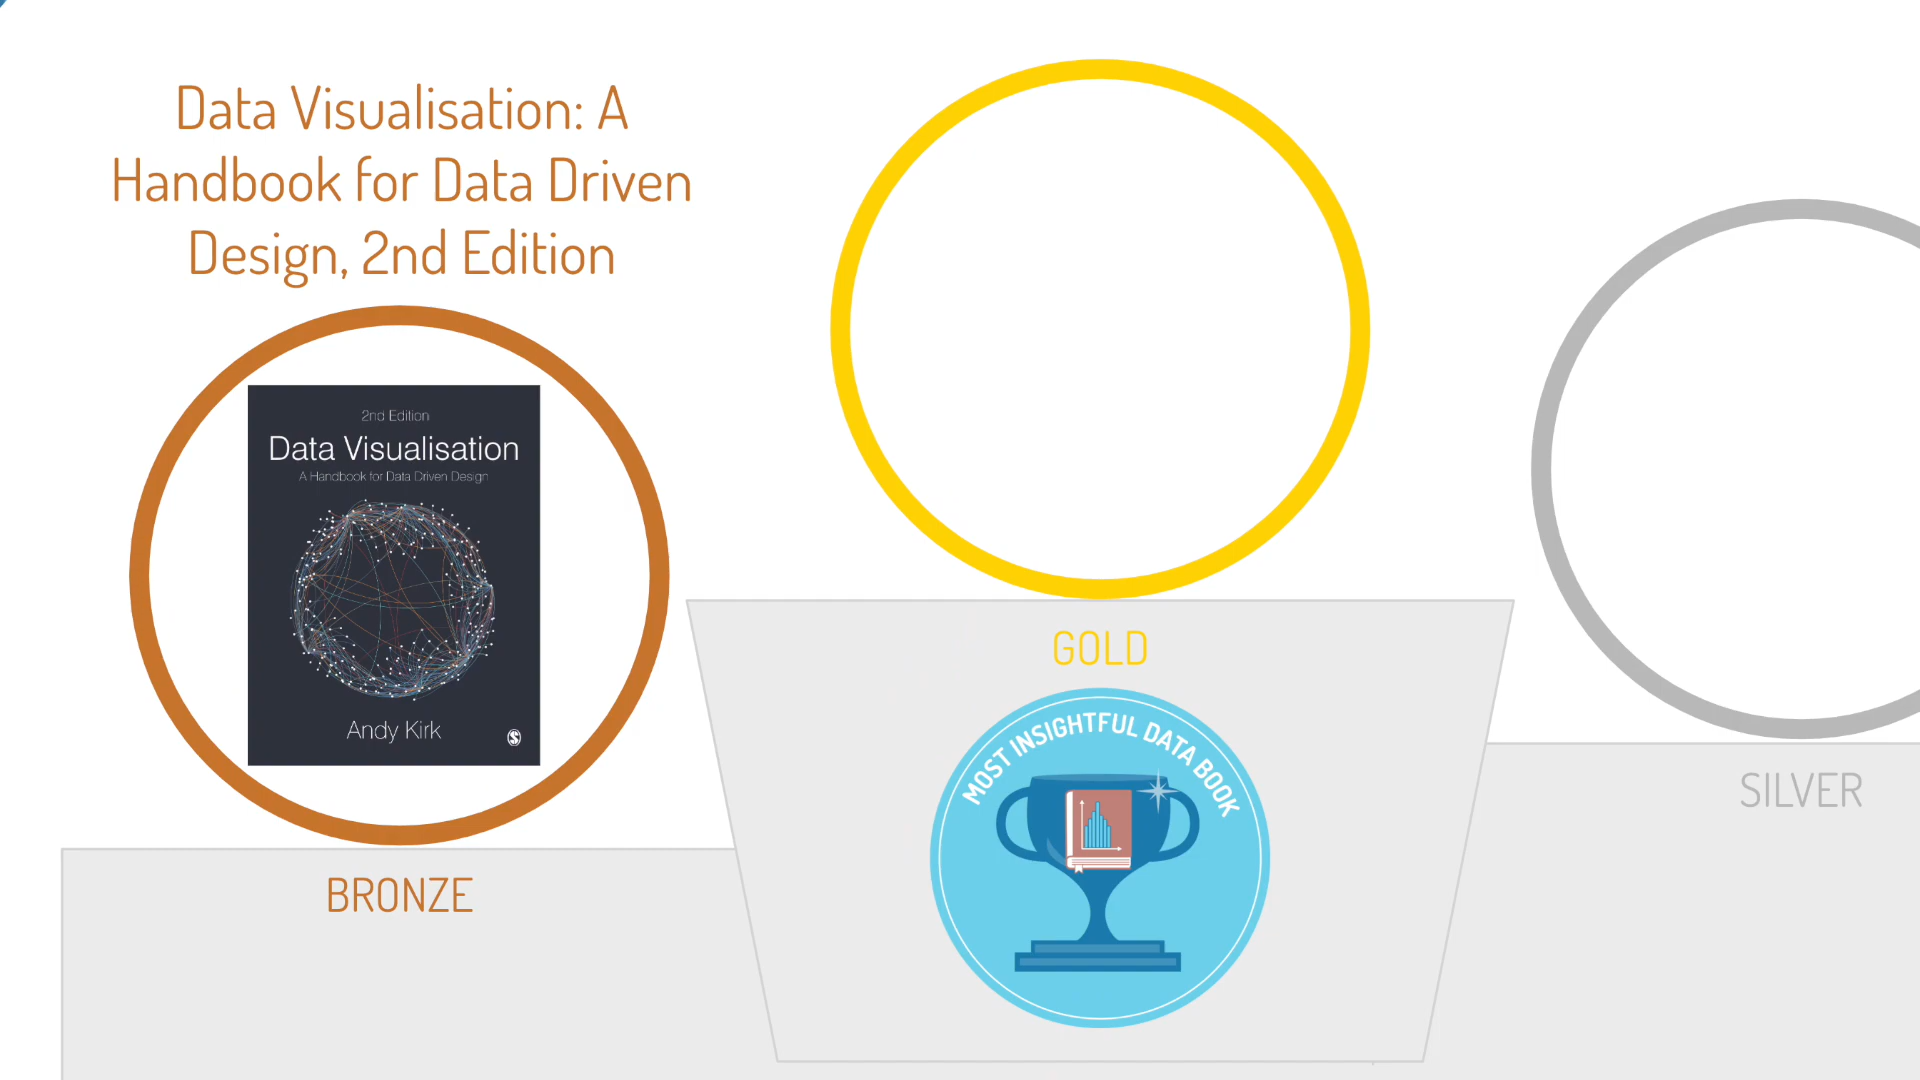 Data Visualisation: A
Handbook for Data Driven
Design, 2nd Edition
2nd Edition
Data Visualisation
A Handbook for Data Driven Design
Andy Kirk
BRONZE
GOLD
MOST INSIGHTFUL DATA BOOK
SILVER